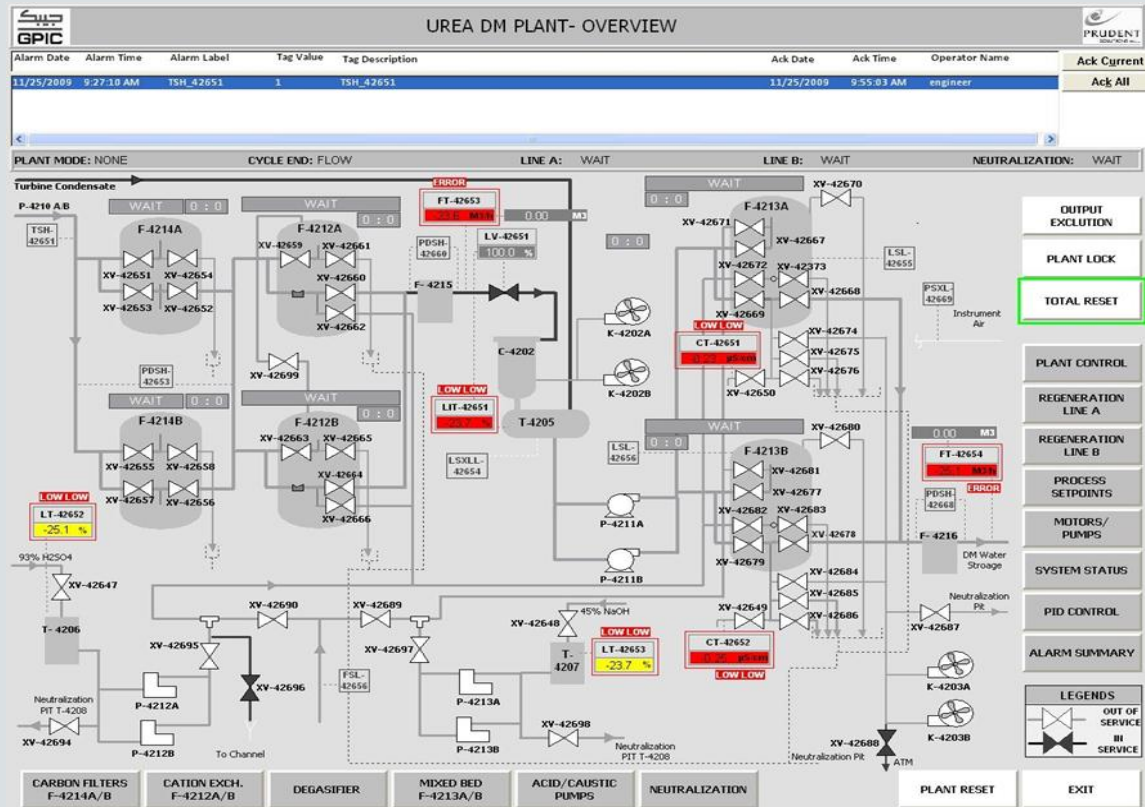 جيبك
GPIC
UREA DM PLANT- OVERVIEW
PRUDENT
Alarm Date Alarm Time Alarm Label Tag Value Tag Description Ack Date Ack Time Operator Name
Ack Current
11/25/2009 9:27:10 AM TSH_42651 1 TSH_42651 11/25/2009 9:55:03 AM engineer
Ack All
PLANT MODE: NONE CYCLE END: FLOW LINE A: WAIT LINE B: WAIT NEUTRALIZATION: WAIT
Turbine Condensate
P-4210 A/B
TSH-
42651
WAIT 0 : 0
F-4214A
XV-42651 XV-42654
XV-42653 XV-42652
WAIT
0 : 0
F-4212A
XV-42659 XV-42661
XV-42660
XV-42662
XV-42699
PDSH-
42653
WAIT 0 : 0
F-4214B
XV-42655 XV-42658
XV-42657 XV-42656
WAIT
0 : 0
F-4212B
XV-42663 XV-42665
XV-42664
XV-42666
ERROR
FT-42653
-23.6 M3/h
0.00 M3
LV-42651
100.0 %
PDSH-
42660
F- 4215
C-4202
K-4202A
K-4202B
LOW LOW
LIT-42651
-23.7 %
T-4205
LSXLL-
42654
P-4211A
P-4211B
0 : 0
WAIT
F-4213A
XV-42670
XV-42671
XV-42667
XV-42672 XV-42373
XV-42668
XV-42669
LSL-
42655
LOW LOW
CT-42651
-0.23 µS/cm
XV-42674
XV-42675
XV-42676
XV-42650
PSXL-
42669
Instrument
Air
WAIT
0 : 0
F-4213B
XV-42680
LSL-
42656
XV-42681
XV-42677
XV-42682 XV-42683
XV-42678
XV-42679
XV-42684
XV-42685
XV-42686
XV-42649
CT-42652
-0.25 µS/cm
LOW LOW
0.00 M3
FT-42654
-25.1 M3/h
ERROR
PDSH-
42668
F- 4216
DM Water
Stroage
Neutralization
Pit
XV-42687
K-4203A
K-4203B
XV-42688
Neutralization Pit
ATM
LOW LOW
LT-42652
-25.1 %
93% H2SO4
XV-42647
T- 4206
XV-42690
XV-42689
XV-42695
XV-42696
To Channel
Neutralization
PIT T-4208
XV-42694
P-4212A
P-4212B
FSL-
42656
XV-42697
45% NaOH
XV-42648
T-
4207
LOW LOW
LT-42653
-23.7 %
P-4213A
P-4213B
XV-42698
Neutralization
PIT T-4208
OUTPUT
EXCLUTION
PLANT LOCK
TOTAL RESET
PLANT CONTROL
REGENERATION
LINE A
REGENERATION
LINE B
PROCESS
SETPOINTS
MOTORS/
PUMPS
SYSTEM STATUS
PID CONTROL
ALARM SUMMARY
LEGENDS
OUT OF
SERVICE
IN
SERVICE
CARBON FILTERS
F-4214A/B
CATION EXCH.
F-4212A/B
DEGASIFIER
MIXED BED
F-4213A/B
ACID/CAUSTIC
PUMPS
NEUTRALIZATION
PLANT RESET
EXIT